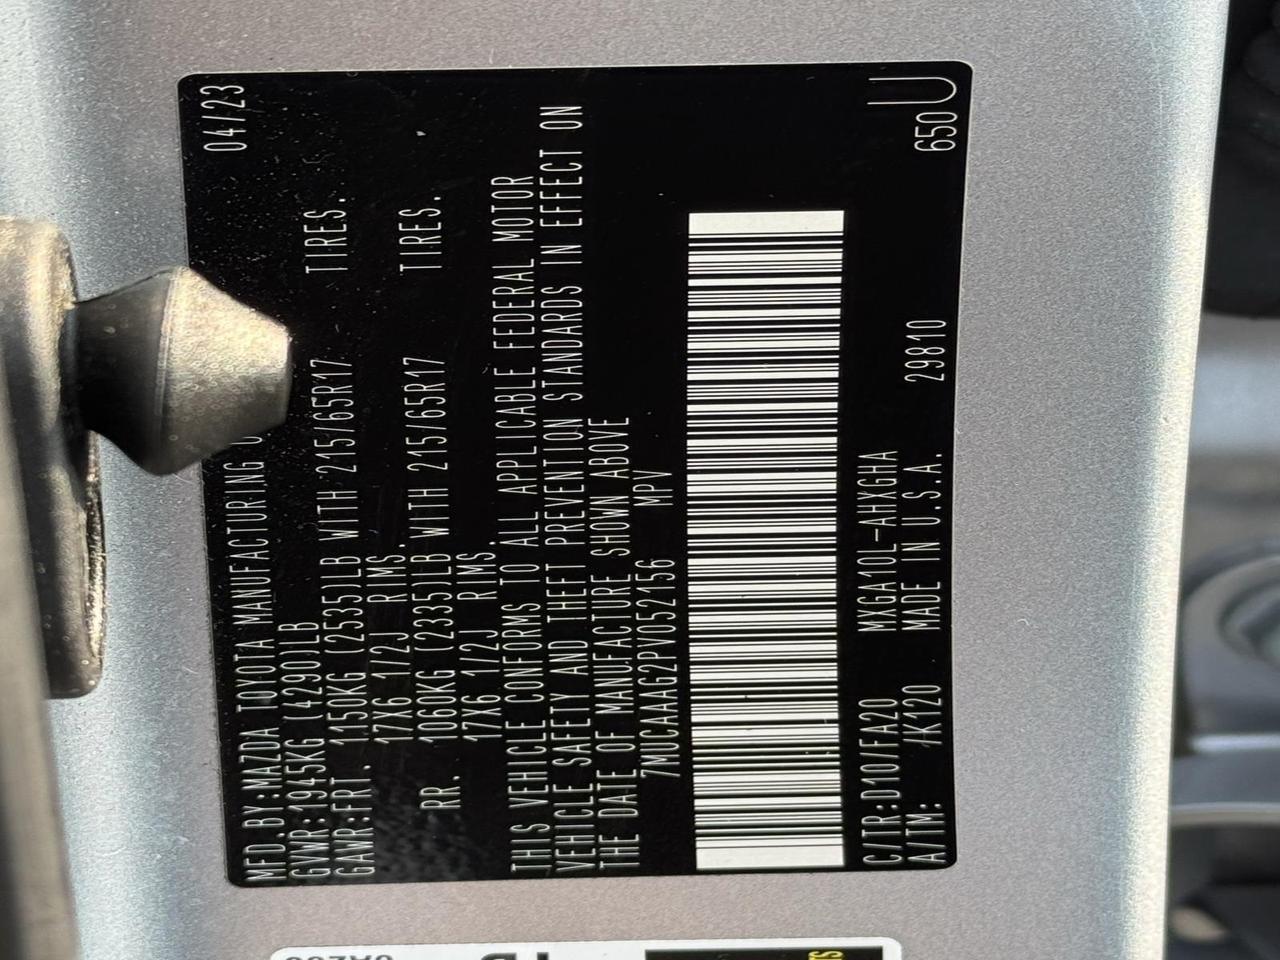 MFD.BY:MAZDA TOYOTA MANUFACTURING 04/23
GVWR:1945KG (4290)LB
GAWR:FRT. 1150KG (2535)LB WITH 215/65R17 TIRES.
17X6 1/2J RIMS.
RR. 1060KG (2335)LB WITH 215/65R17 TIRES.
17X6 1/2J RIMS.
THIS VEHICLE CONFORMS TO ALL APPLICABLE FEDERAL MOTOR
VEHICLE SAFETY AND THEFT PREVENTION STANDARDS IN EFFECT ON
THE DATE OF MANUFACTURE SHOWN ABOVE
7MUCAAAG2PV052156 MPV
C/TR:D10/FA20 MXGA10L-AHXGHA
A/TM: -/K120 MADE IN U.S.A. 29810 650U